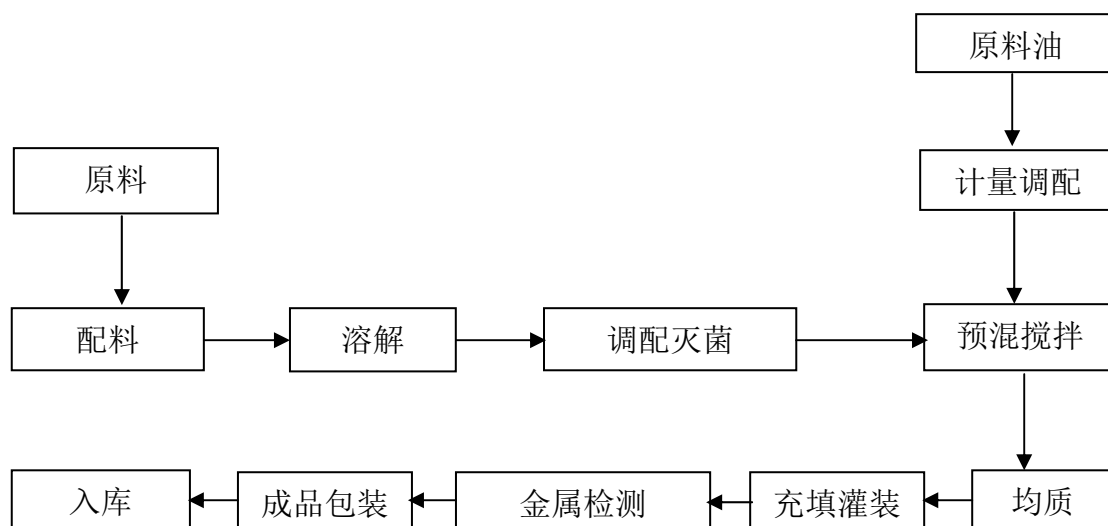 原料油
原料
计量调配
配料
溶解
调配灭菌
预混搅拌
入库
成品包装
金属检测
充填灌装
均质